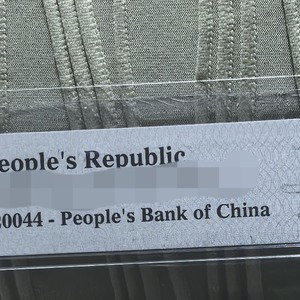 eople's Republic
0044 - People's Bank of China